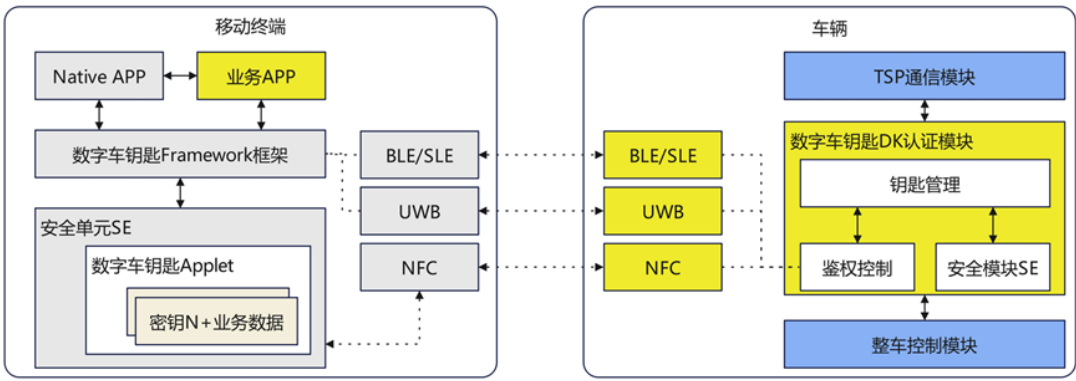 移动终端
Native APP
业务APP
数字车钥匙Framework框架
安全单元SE
数字车钥匙Applet
密钥N+业务数据
BLE/SLE
UWB
NFC
车辆
BLE/SLE
UWB
NFC
TSP通信模块
数字车钥匙DK认证模块
钥匙管理
鉴权控制
安全模块SE
整车控制模块